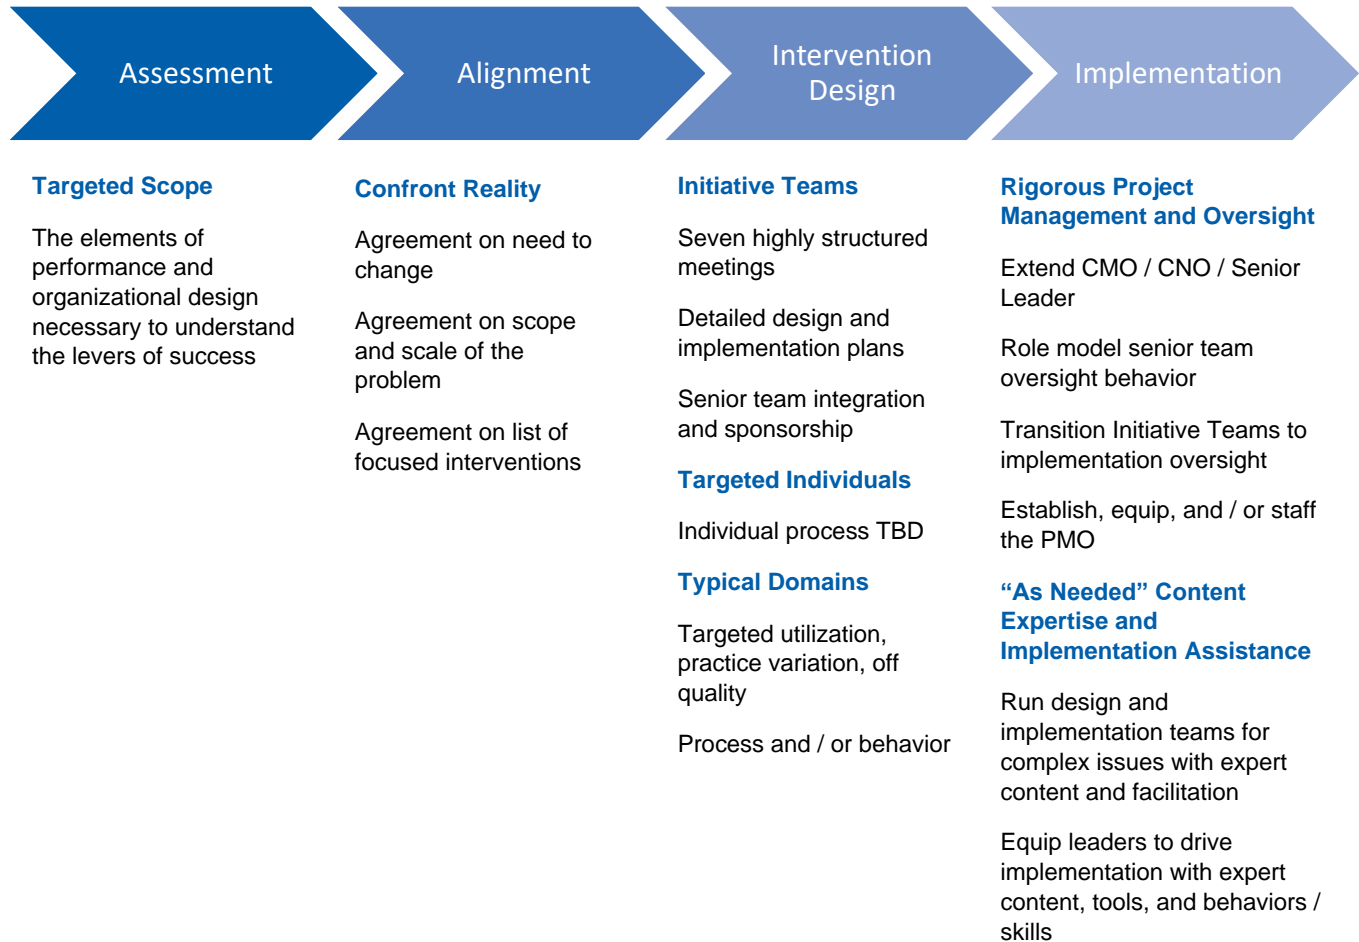 Assessment
Alignment
Intervention
Design
Implementation
Targeted Scope
The elements of
performance and
organizational design
necessary to understand
the levers of success
Confront Reality
Agreement on need to
change
Agreement on scope
and scale of the
problem
Agreement on list of
focused interventions
Initiative Teams
Seven highly structured
meetings
Detailed design and
implementation plans
Senior team integration
and sponsorship
Targeted Individuals
Individual process TBD
Typical Domains
Targeted utilization,
practice variation, off
quality
Process and / or behavior
Rigorous Project
Management and Oversight
Extend CMO / CNO / Senior
Leader
Role model senior team
oversight behavior
Transition Initiative Teams to
implementation oversight
Establish, equip, and / or staff
the PMO
“As Needed” Content
Expertise and
Implementation Assistance
Run design and
implementation teams for
complex issues with expert
content and facilitation
Equip leaders to drive
implementation with expert
content, tools, and behaviors /
skills